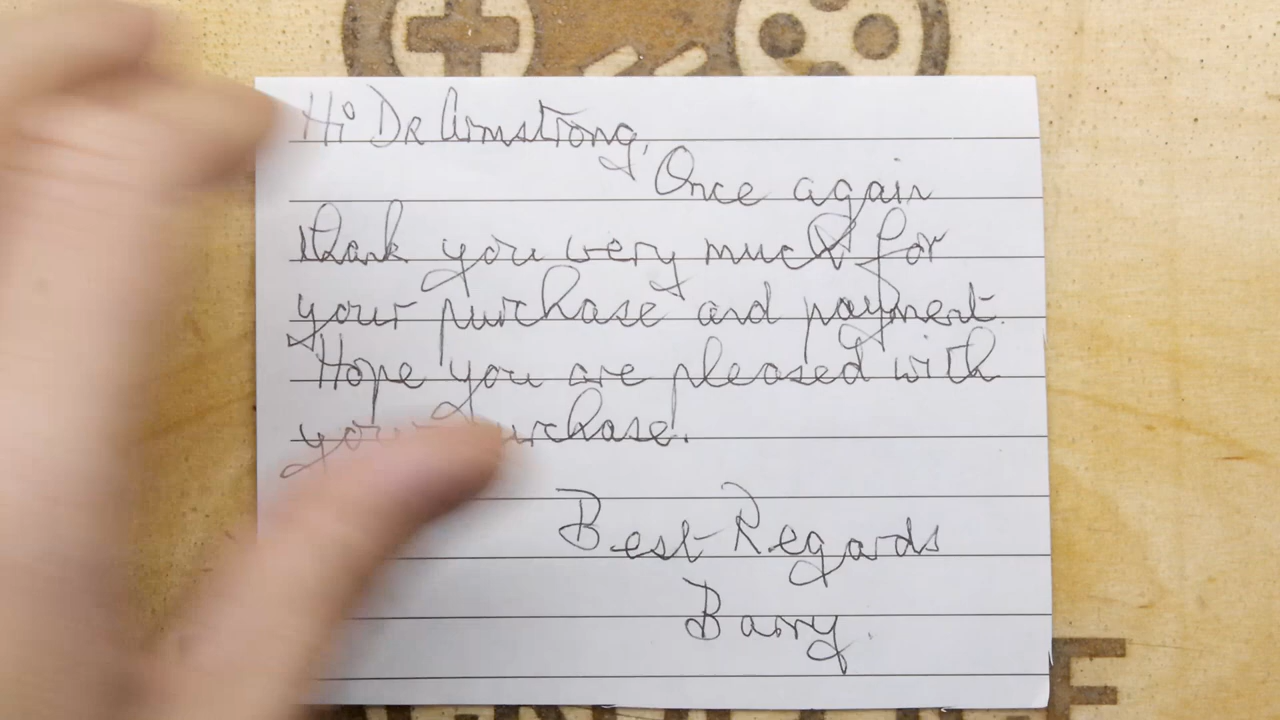 Hi Dr Armstrong,
Once again
thank you very much for
your purchase and payment.
Hope you are pleased with
your purchase.
Best Regards
Barry.